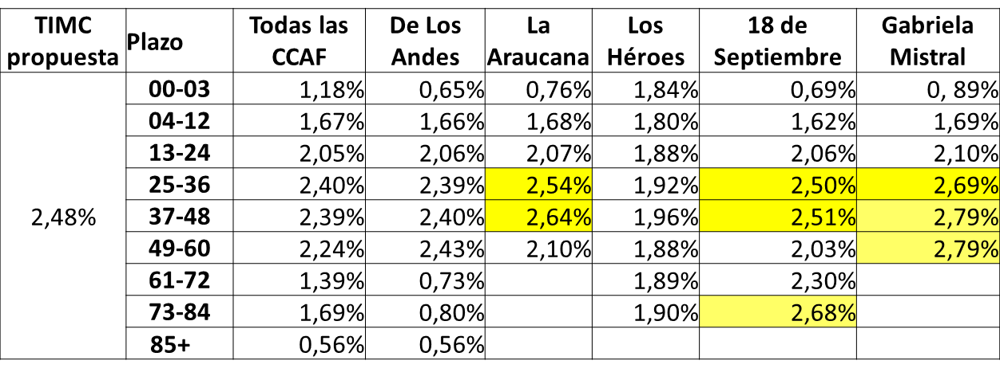 TIMC propuesta Plazo Todas las CCAF De Los Andes La Araucana Los Héroes 18 de Septiembre Gabriela Mistral
00-03 1,18% 0,65% 0,76% 1,84% 0,69% 0, 89%
04-12 1,67% 1,66% 1,68% 1,80% 1,62% 1,69%
13-24 2,05% 2,06% 2,07% 1,88% 2,06% 2,10%
25-36 2,40% 2,39% 2,54% 1,92% 2,50% 2,69%
2,48% 37-48 2,39% 2,40% 2,64% 1,96% 2,51% 2,79%
49-60 2,24% 2,43% 2,10% 1,88% 2,03% 2,79%
61-72 1,39% 0,73% 1,89% 2,30%
73-84 1,69% 0,80% 1,90% 2,68%
85+ 0,56% 0,56%